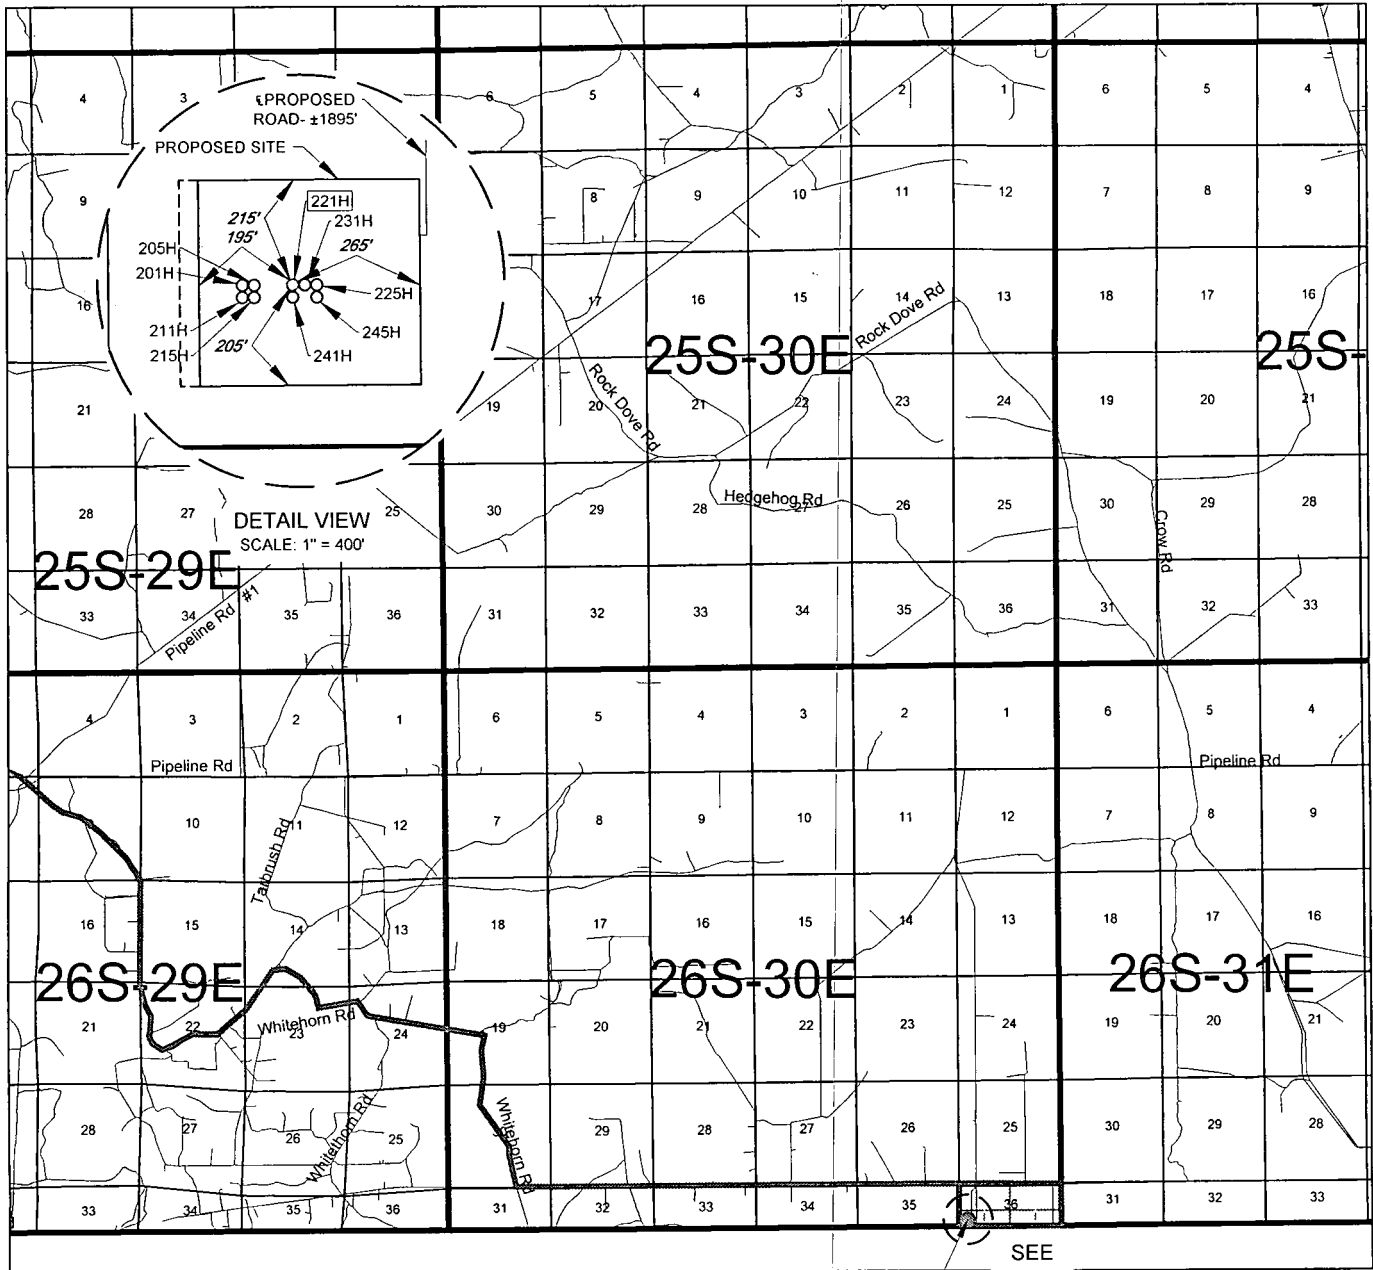 4 3 6 5 4 3 2 1 6 5 4
℄PROPOSED
ROAD- ±1895'
PROPOSED SITE
9 8 9 10 11 12 7 8 9
221H
215'
231H
195'
265'
205H
201H
225H
211H
245H
215H
205'
241H
16 17 16 15 14 13 18 17 16
Rock Dove Rd
25S-30E
25S-
Rock Dove Rd
21 19 20 21 22 23 24 19 20 21
Hedgehog Rd
28 27 25 30 29 28 27 26 25 30 29 28
DETAIL VIEW
SCALE: 1" = 400'
Crow Rd
25S-29E
33 34 35 36 31 32 33 34 35 36 31 32 33
Pipeline Rd #1
4 3 2 1 6 5 4 3 2 1 6 5 4
Pipeline Rd
Pipeline Rd
10 11 12 7 8 9 10 11 12 7 8 9
Tarbrush Rd
16 15 14 13 18 17 16 15 14 13 18 17 16
26S-29E
26S-30E
26S-31E
21 22 23 24 19 20 21 22 23 24 19 20 21
Whitehorn Rd
28 27 26 25 29 28 27 26 25 30 29 28
Whitethorn Rd
Whitehorn Rd
33 34 35 36 31 32 33 34 35 36 31 32 33
SEE